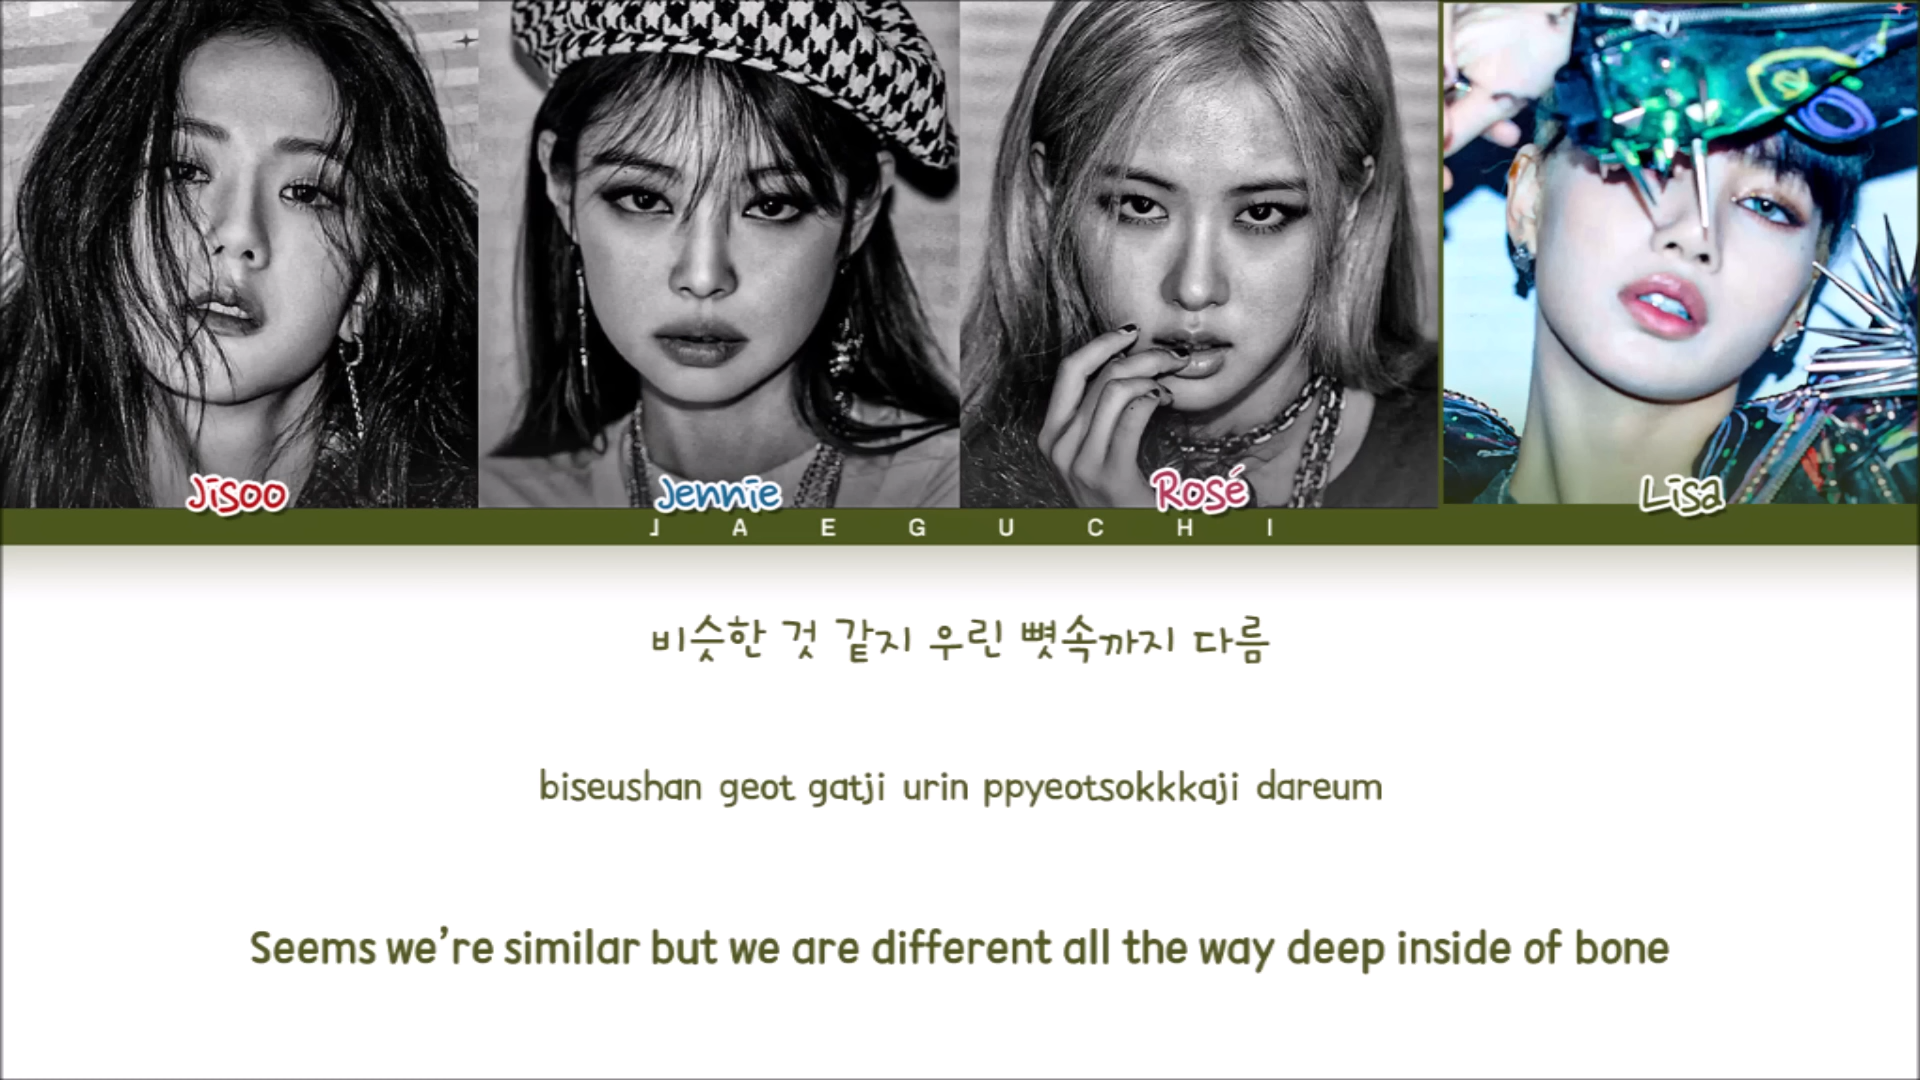 Jisoo Jennie Rosé Lisa
JAEGUCHI
비슷한 것 같지 우린 뼛속까지 다름
biseushan geot gatji urin ppyeotsokkkaji dareum
Seems we’re similar but we are different all the way deep inside of bone